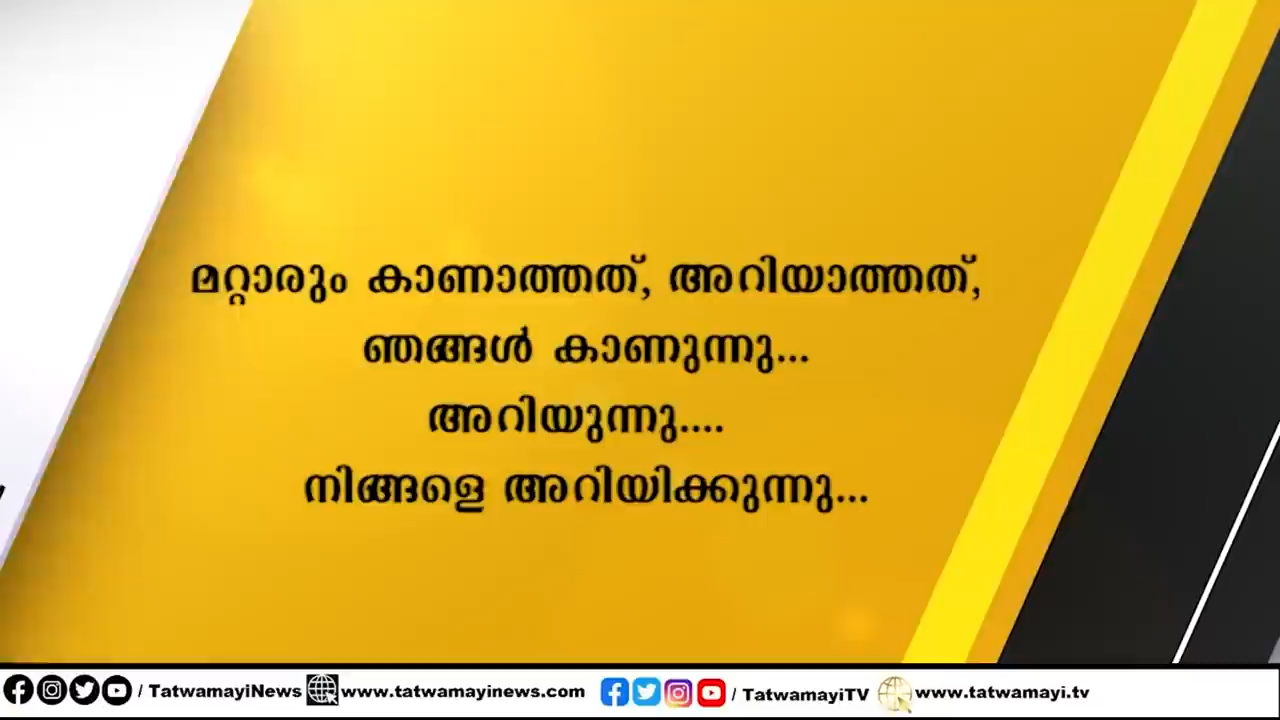 മറ്റാരും കാണാത്തത്, അറിയാത്തത്,
ഞങ്ങൾ കാണുന്നു...
അറിയുന്നു....
നിങ്ങളെ അറിയിക്കുന്നു...
/ TatwamayiNews www.tatwamayinews.com / TatwamayiTV www.tatwamayi.tv